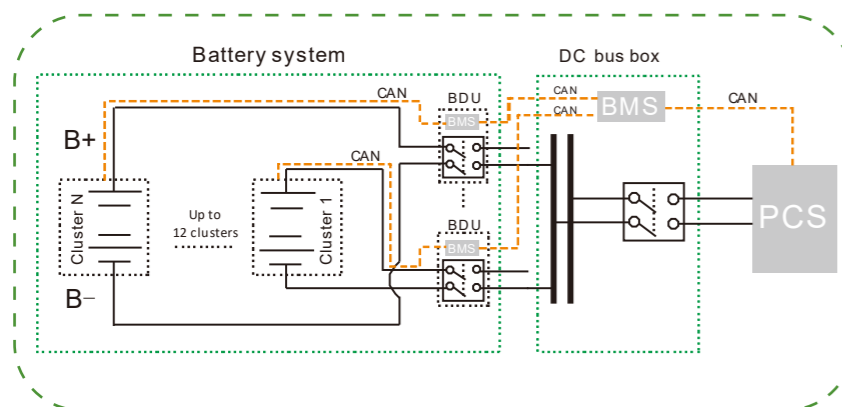 Battery system
DC bus box
CAN
BDU
BMS
CAN
CAN
BMS
CAN
B+
CAN
Cluster N
Up to
12 clusters
Cluster 1
BDU
BMS
PCS
B−